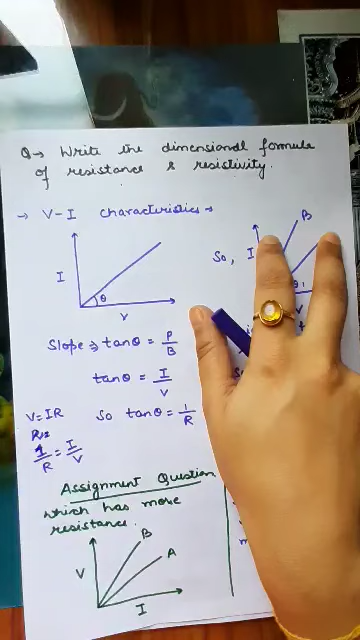 Q → Write the dimensional formula
of resistance & resistivity.
→ V-I characteristics →
I
θ
V
Slope ⇒ tanθ = P/B
tanθ = I/V
V=IR So tanθ = 1/R
1/R = I/V
So, I
B
θ
V
Assignment Question
which has more
resistance.
B
A
V
I